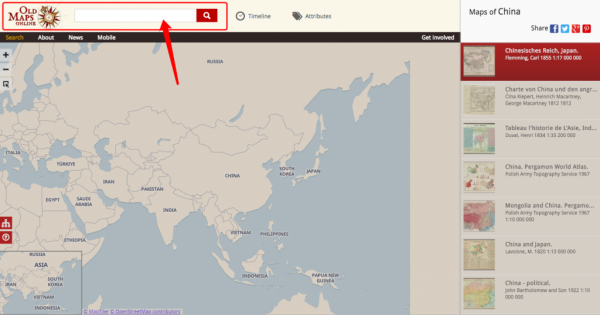 OLD
MAPS
ONLINE
Timeline
Attributes
Search
About
News
Mobile
Get Involved
RUSSIA
ITALIA
TÜRKIYE
CHINA
SOUTH
KOREA
JAPAN
IRAN
PAKISTAN
EGYPT
SAUDI
ARABIA
INDIA
VIETNAM
PHILIPPINES
ETHIOPIA
INDONESIA
PAPUA NEW
GUINEA
RUSSIA
ASIA
IRAN
SOUTH
KOREA
VIETNAM
INDONESIA
© MapTiler © OpenStreetMap contributors
Maps of China
Share
Chinesisches Reich, Japan.
Flemming, Carl 1855 1:17 000 000
Charte von China und den angr...
Cina Kiepert, Heinrich Macartney,
George Macartney 1812 1812
Tableau l'historie de L'Asie, Ind...
Duval, Henri 1834 1:33 200 000
China. Pergamon World Atlas.
Polish Army Topography Service 1967
Mongolia and China. Pergamo...
Polish Army Topography Service 1967
1:10 000 000
China and Japan.
Lavoisne, M. 1820 1:13 000 000
China - political.
John Bartholomew and Son 1922 1:10
000 000